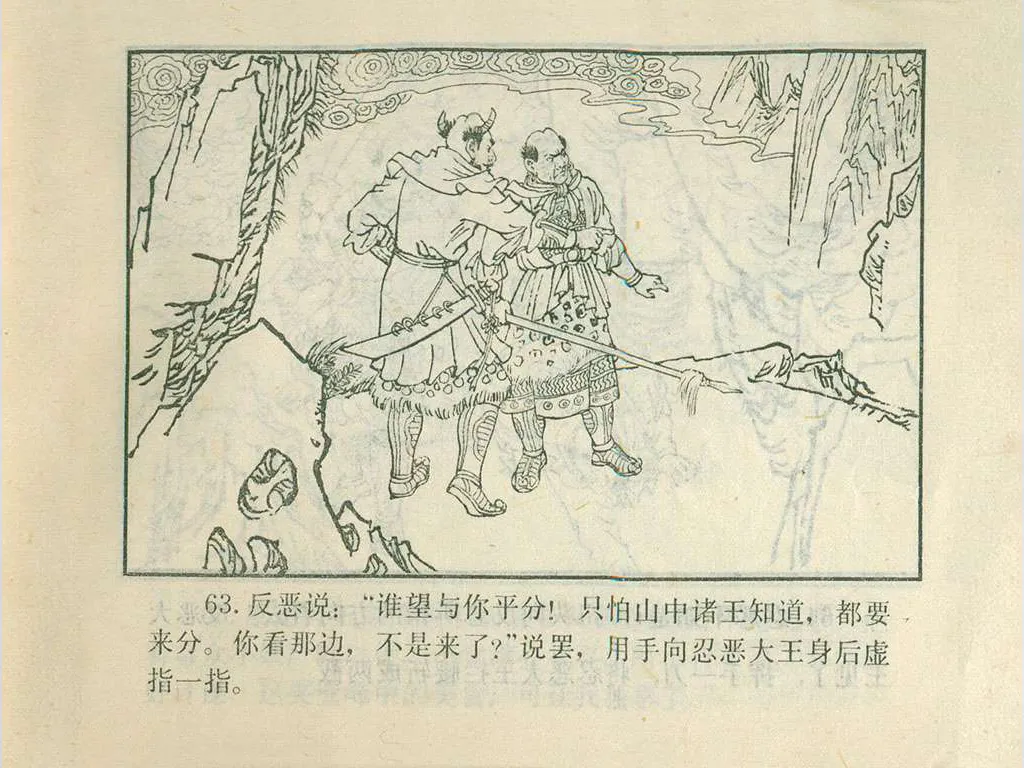 63. 反恶说：“谁望与你平分！只怕山中诸王知道，都要
来分。你看那边，不是来了？”说罢，用手向忍恶大王身后虚
指一指。